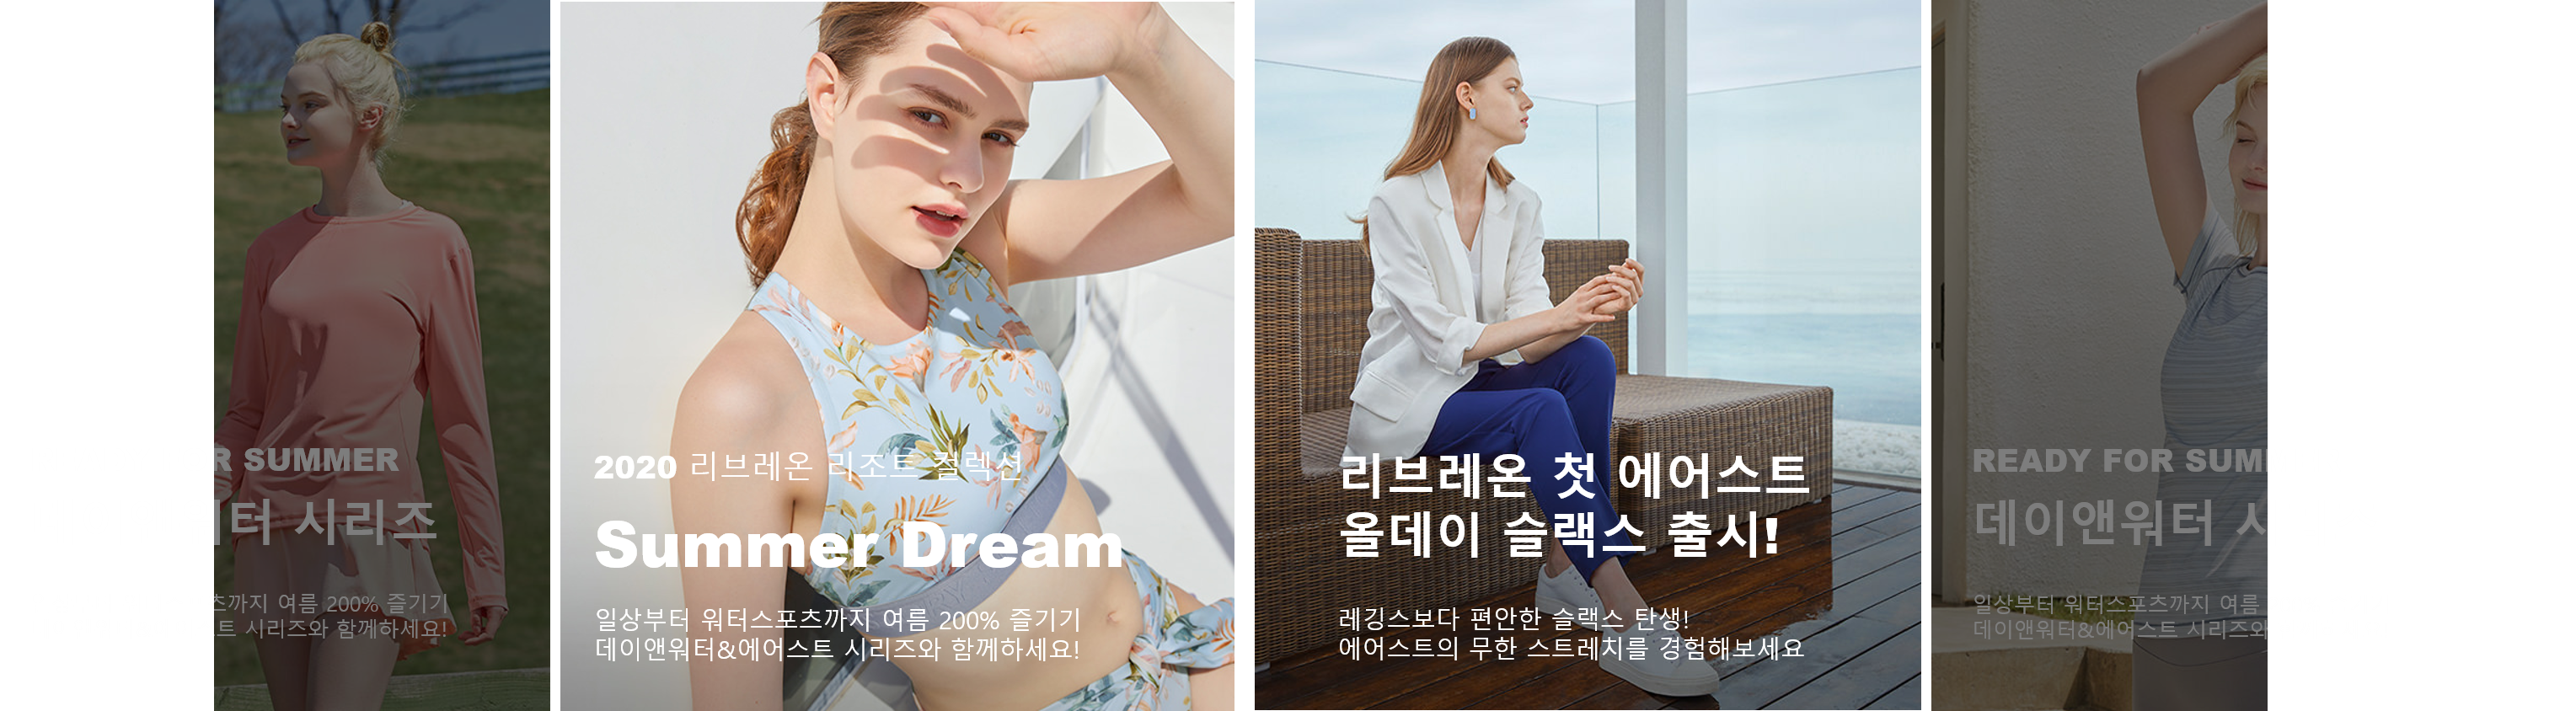 R SUMMER
터 시리즈
츠까지 여름 200% 즐기기
트 시리즈와 함께하세요!
2020 리브레온 리조트 컬렉션
Summer Dream
일상부터 워터스포츠까지 여름 200% 즐기기
데이앤워터&에어스트 시리즈와 함께하세요!
리브레온 첫 에어스트
올데이 슬랙스 출시!
레깅스보다 편안한 슬랙스 탄생!
에어스트의 무한 스트레치를 경험해보세요
READY FOR SUM
데이앤워터 시
일상부터 워터스포츠까지 여름
데이앤워터&에어스트 시리즈와